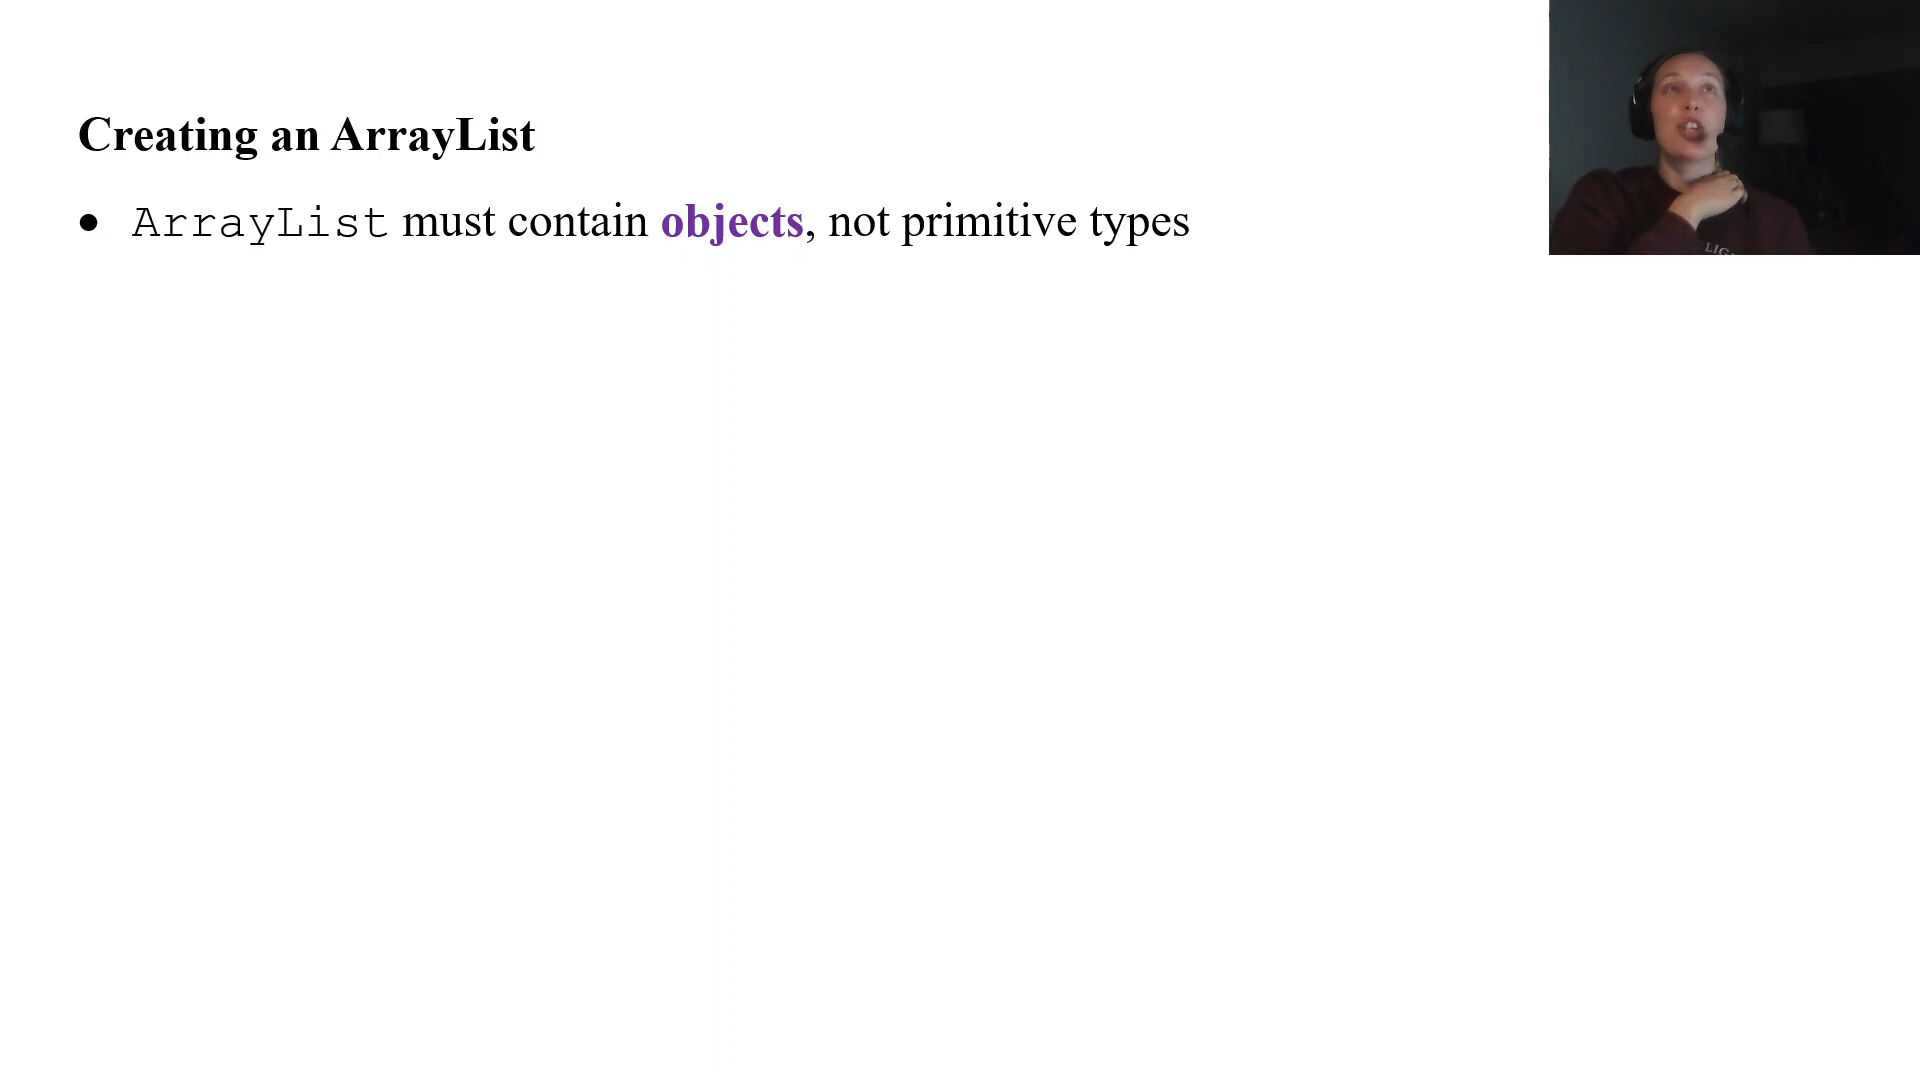 Creating an ArrayList
● ArrayList must contain objects, not primitive types